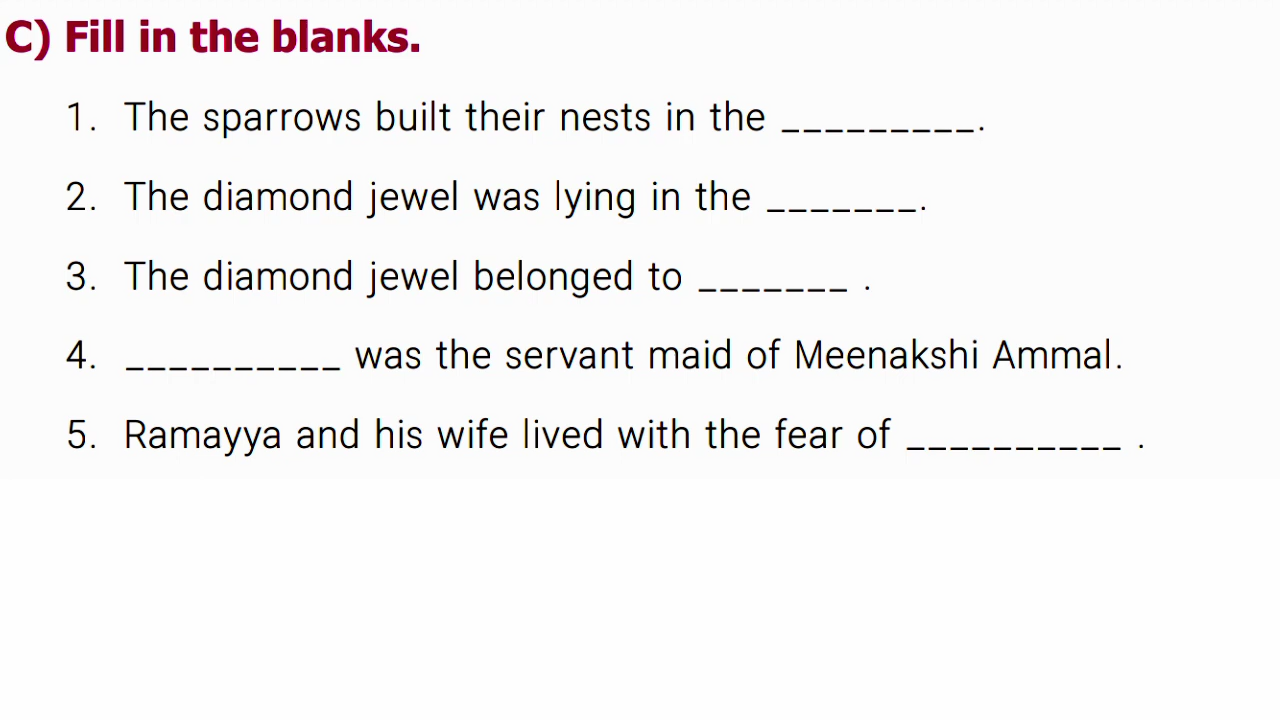 C) Fill in the blanks.
1. The sparrows built their nests in the _________.
2. The diamond jewel was lying in the _______.
3. The diamond jewel belonged to _______ .
4. __________ was the servant maid of Meenakshi Ammal.
5. Ramayya and his wife lived with the fear of __________ .